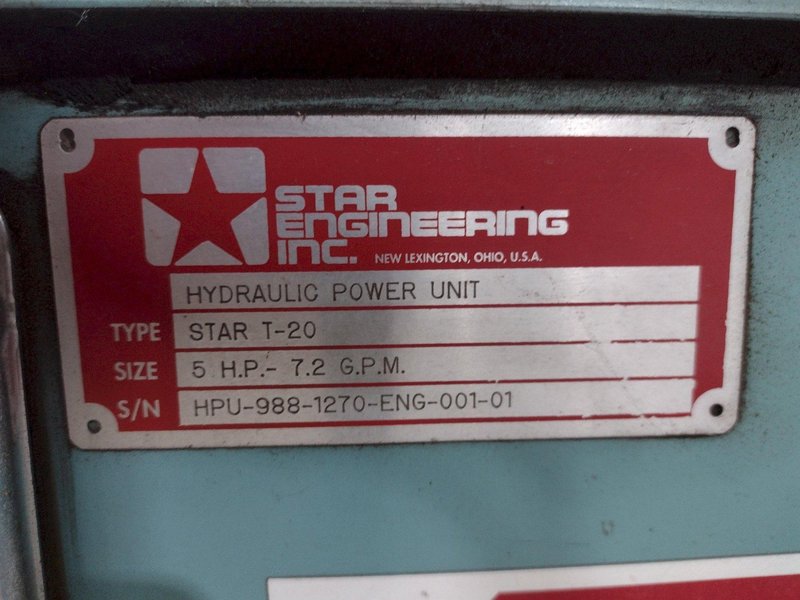 STAR
ENGINEERING
INC. NEW LEXINGTON, OHIO, U.S.A.
HYDRAULIC POWER UNIT
TYPE STAR T-20
SIZE 5 H.P.- 7.2 G.P.M.
S/N HPU-988-1270-ENG-001-01